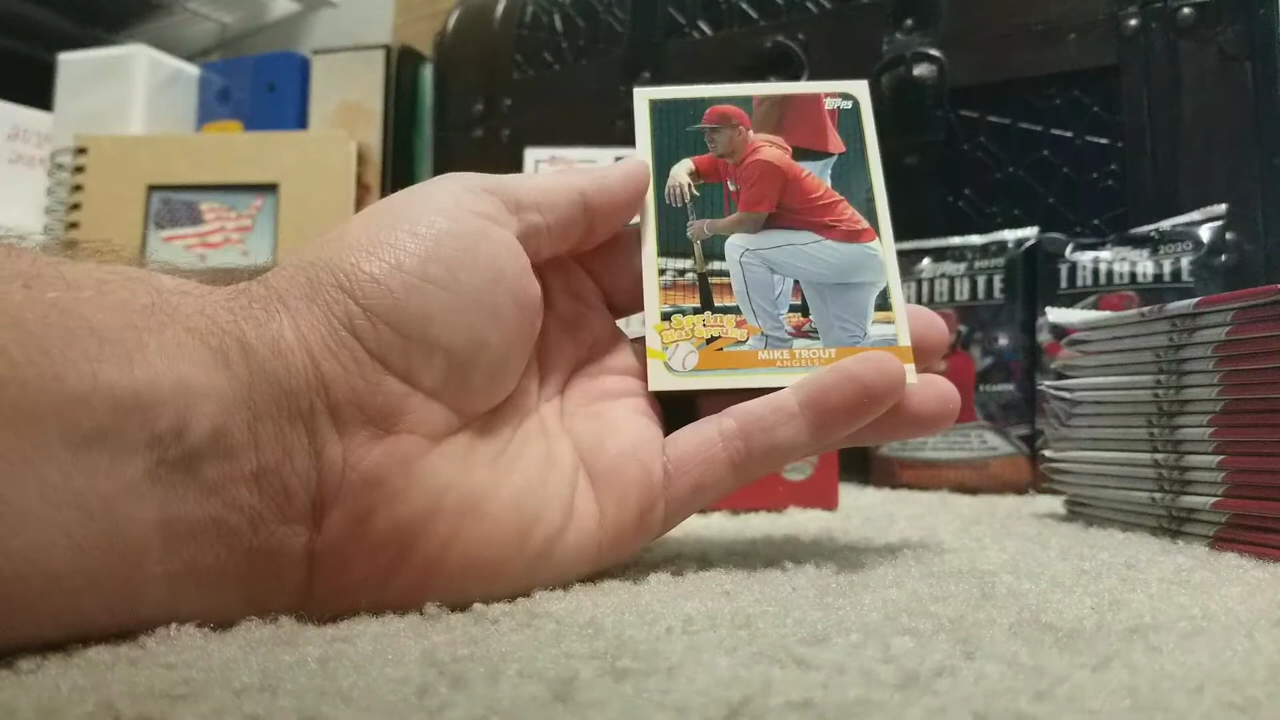 Topps
Spring
Has Sprung
MIKE TROUT
ANGELS
Topps 2020
TRIBUTE
Topps 2020
TRIBUTE